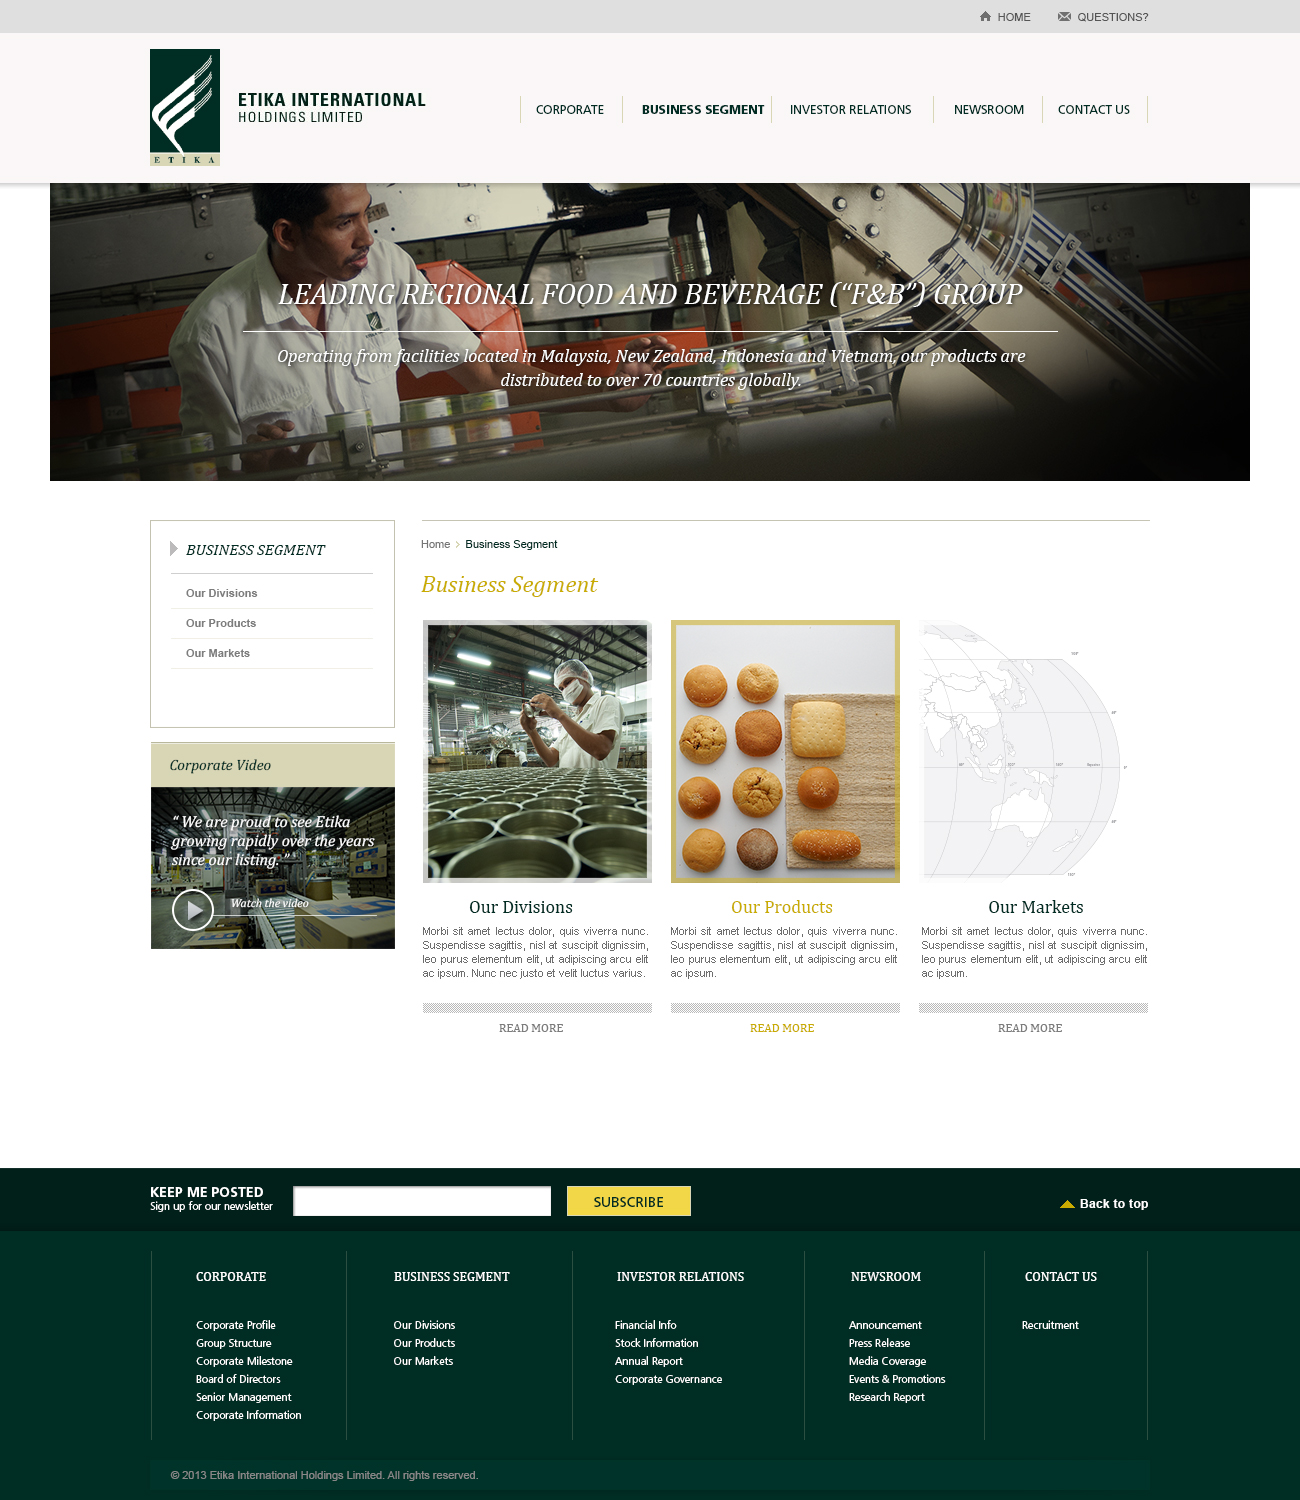 HOME
QUESTIONS?
ETIKA
ETIKA INTERNATIONAL
HOLDINGS LIMITED
CORPORATE
BUSINESS SEGMENT
INVESTOR RELATIONS
NEWSROOM
CONTACT US
LEADING REGIONAL FOOD AND BEVERAGE (“F&B”) GROUP
Operating from facilities located in Malaysia, New Zealand, Indonesia and Vietnam, our products are
distributed to over 70 countries globally.
BUSINESS SEGMENT
Our Divisions
Our Products
Our Markets
Corporate Video
“ We are proud to see Etika
growing rapidly over the years
since our listing. ”
Watch the video
Home > Business Segment
Business Segment
Our Divisions
Morbi sit amet lectus dolor, quis viverra nunc.
Suspendisse sagittis, nisl at suscipit dignissim,
leo purus elementum elit, ut adipiscing arcu elit
ac ipsum. Nunc nec justo et velit luctus varius.
READ MORE
Our Products
Morbi sit amet lectus dolor, quis viverra nunc.
Suspendisse sagittis, nisl at suscipit dignissim,
leo purus elementum elit, ut adipiscing arcu elit
ac ipsum.
READ MORE
Our Markets
Morbi sit amet lectus dolor, quis viverra nunc.
Suspendisse sagittis, nisl at suscipit dignissim,
leo purus elementum elit, ut adipiscing arcu elit
ac ipsum.
READ MORE
KEEP ME POSTED
Sign up for our newsletter
SUBSCRIBE
Back to top
CORPORATE
Corporate Profile
Group Structure
Corporate Milestone
Board of Directors
Senior Management
Corporate Information
BUSINESS SEGMENT
Our Divisions
Our Products
Our Markets
INVESTOR RELATIONS
Financial Info
Stock Information
Annual Report
Corporate Governance
NEWSROOM
Announcement
Press Release
Media Coverage
Events & Promotions
Research Report
CONTACT US
Recruitment
© 2013 Etika International Holdings Limited. All rights reserved.